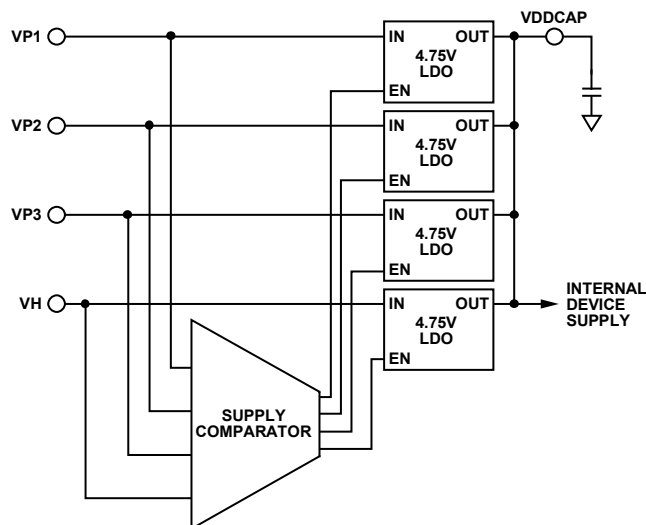 VP1
IN
OUT
4.75V
LDO
EN
VDDCAP
VP2
IN
OUT
4.75V
LDO
EN
VP3
IN
OUT
4.75V
LDO
EN
VH
IN
OUT
4.75V
LDO
EN
INTERNAL
DEVICE
SUPPLY
SUPPLY
COMPARATOR